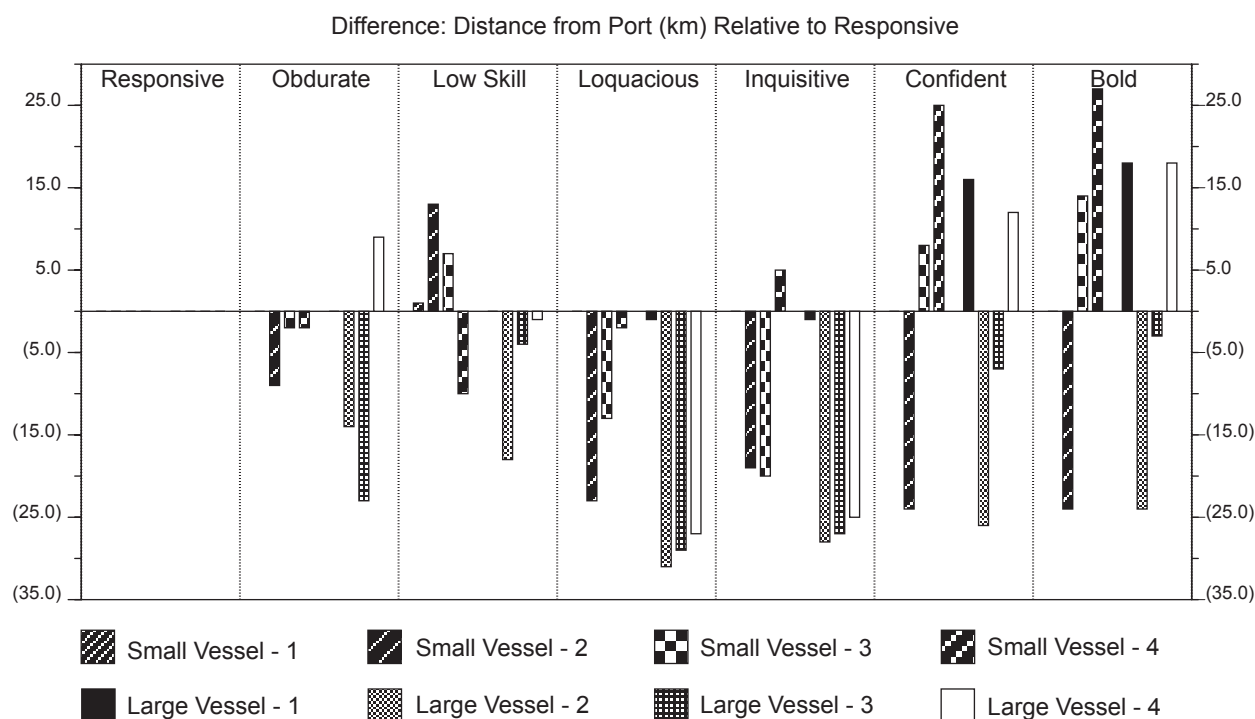 Difference: Distance from Port (km) Relative to Responsive
Responsive Obdurate Low Skill Loquacious Inquisitive Confident Bold
25.0 25.0
15.0 15.0
5.0 5.0
(5.0) (5.0)
(15.0) (15.0)
(25.0) (25.0)
(35.0) (35.0)
Small Vessel - 1 Small Vessel - 2 Small Vessel - 3 Small Vessel - 4
Large Vessel - 1 Large Vessel - 2 Large Vessel - 3 Large Vessel - 4